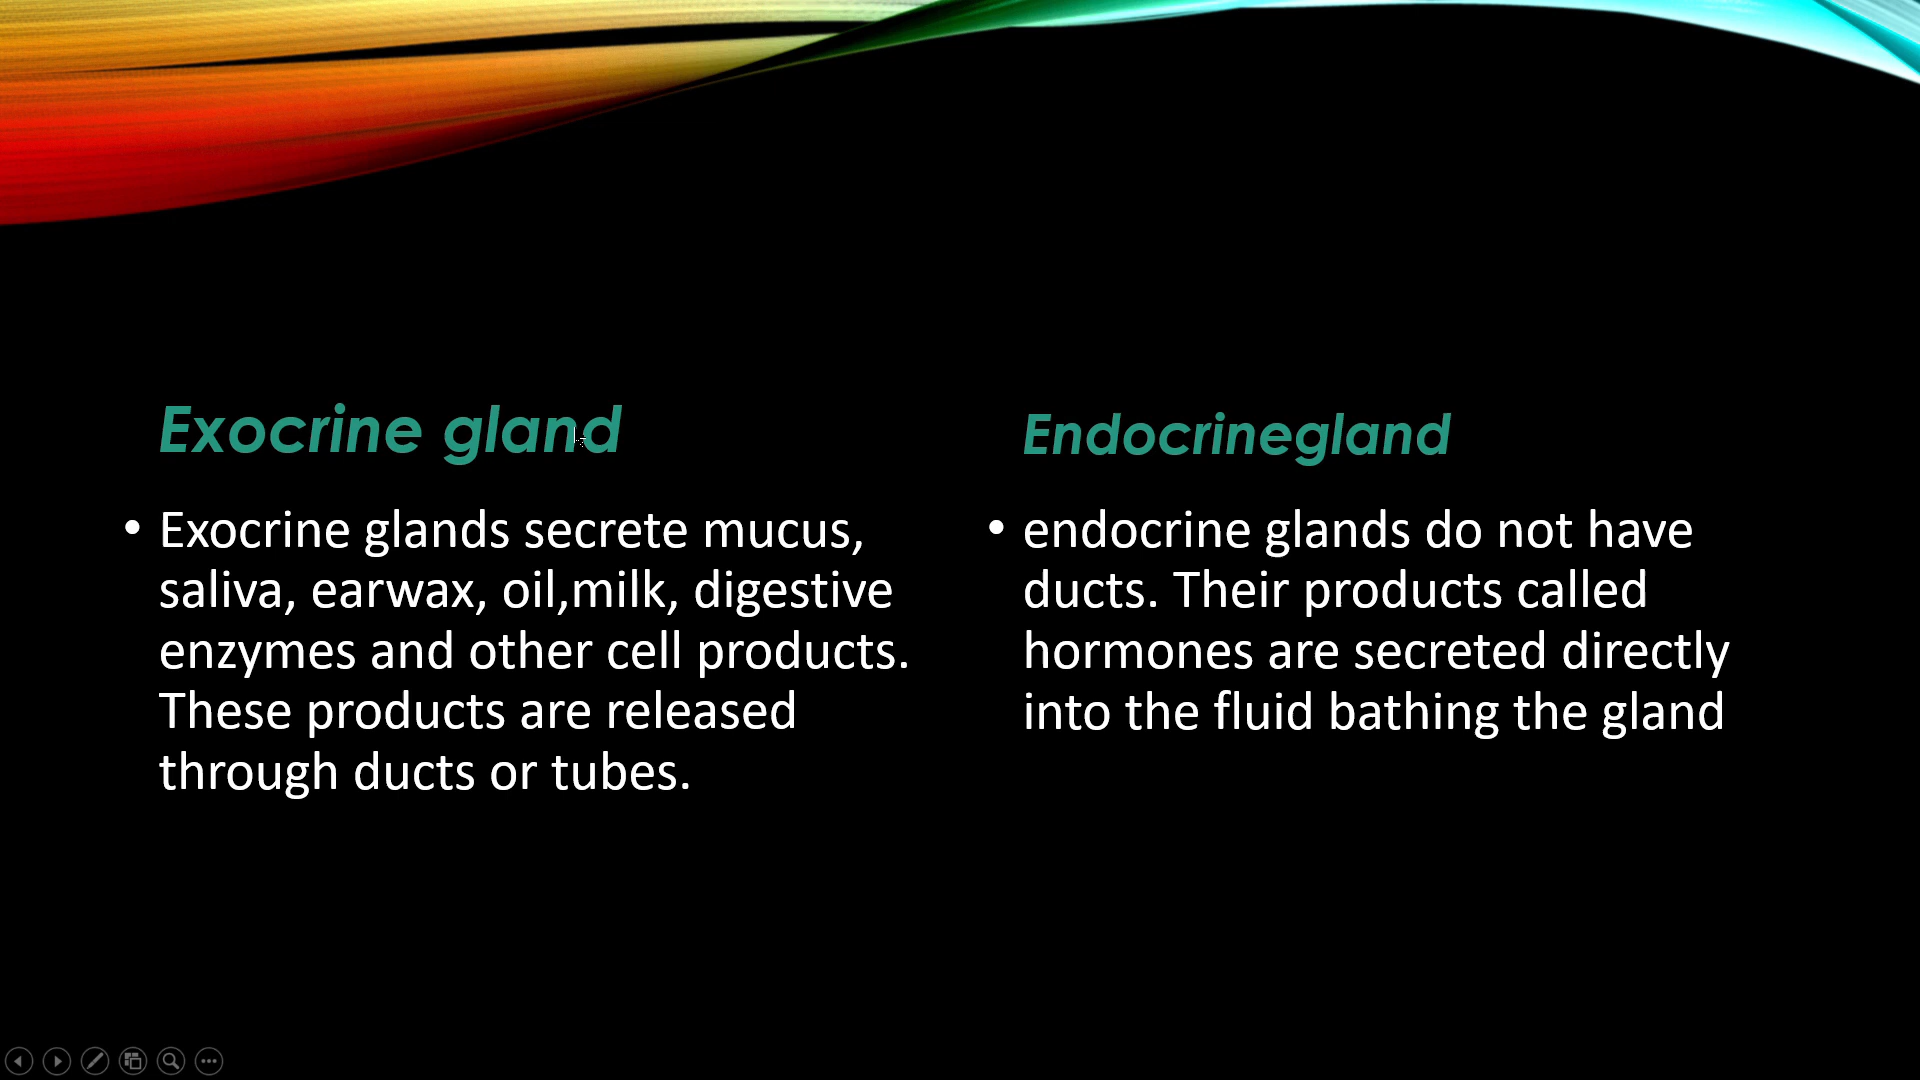 Exocrine gland
• Exocrine glands secrete mucus,
saliva, earwax, oil,milk, digestive
enzymes and other cell products.
These products are released
through ducts or tubes.
Endocrinegland
• endocrine glands do not have
ducts. Their products called
hormones are secreted directly
into the fluid bathing the gland